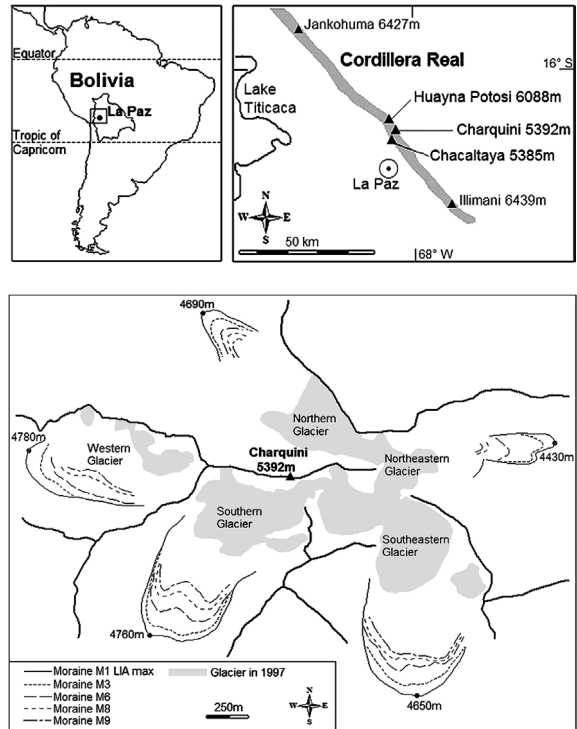 Equator
Bolivia
La Paz
Tropic of
Capricorn
Jankohuma 6427m
Cordillera Real
16° S
Lake
Titicaca
Huayna Potosi 6088m
Charquini 5392m
Chacaltaya 5385m
La Paz
Illimani 6439m
N
W E
S
50 km
68° W
4690m
Northern
Glacier
4780m
Western
Glacier
Charquini
5392m
Northeastern
Glacier
4430m
Southern
Glacier
Southeastern
Glacier
4760m
4650m
Moraine M1 LIA max
Glacier in 1997
Moraine M3
Moraine M6
Moraine M8
Moraine M9
250m
N
W E
S